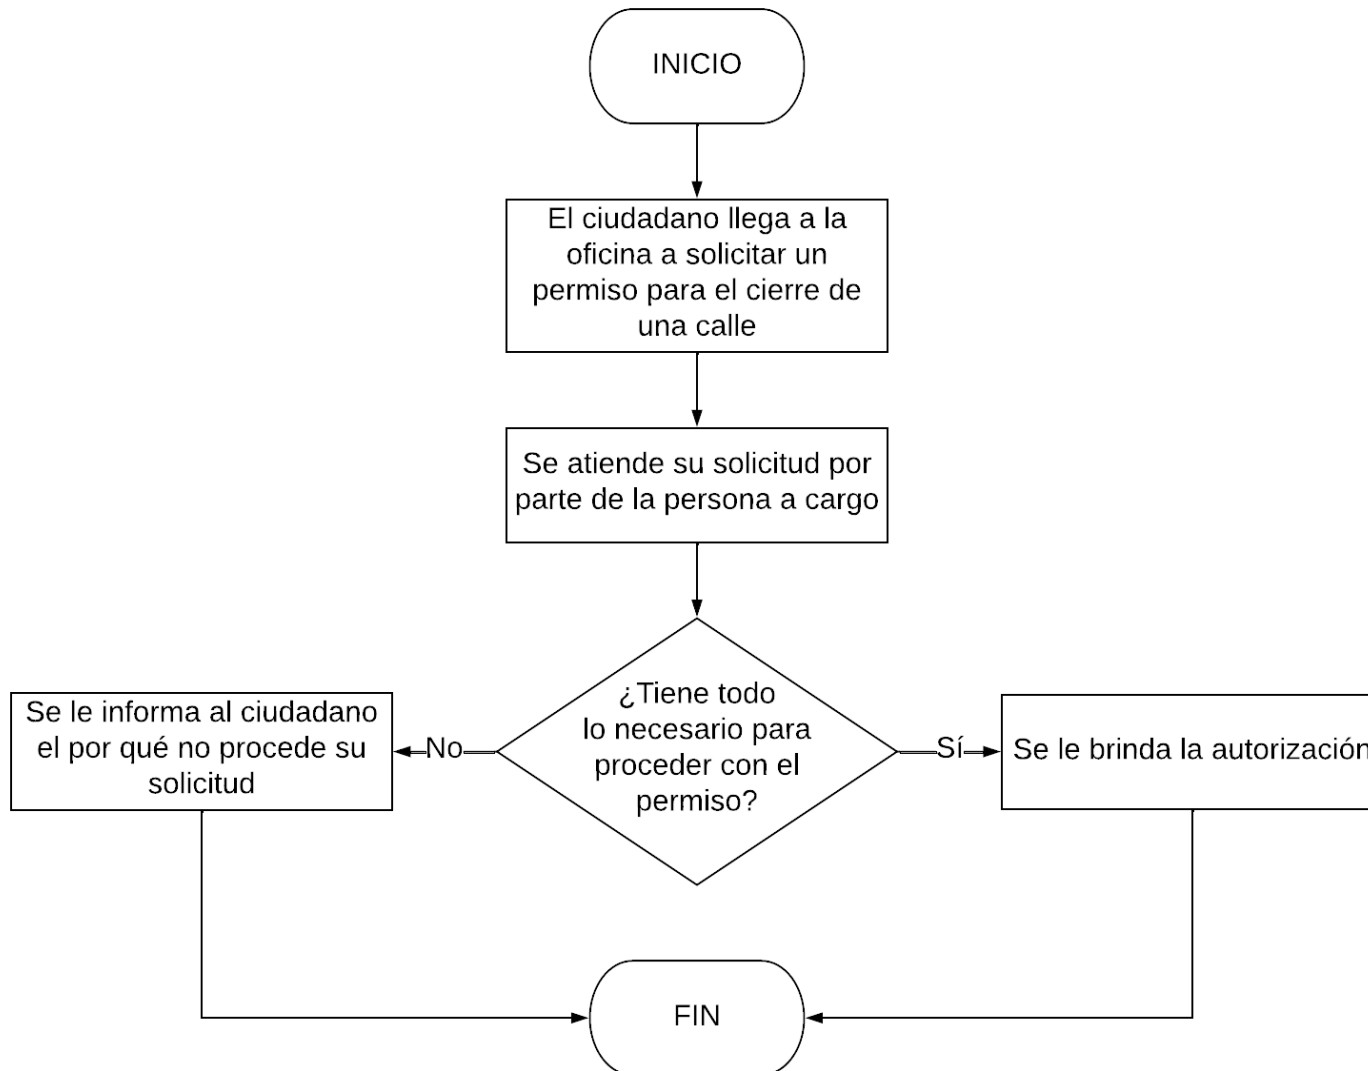 INICIO
El ciudadano llega a la
oficina a solicitar un
permiso para el cierre de
una calle
Se atiende su solicitud por
parte de la persona a cargo
¿Tiene todo
lo necesario para
proceder con el
permiso?
No
Se le informa al ciudadano
el por qué no procede su
solicitud
Sí
Se le brinda la autorización
FIN